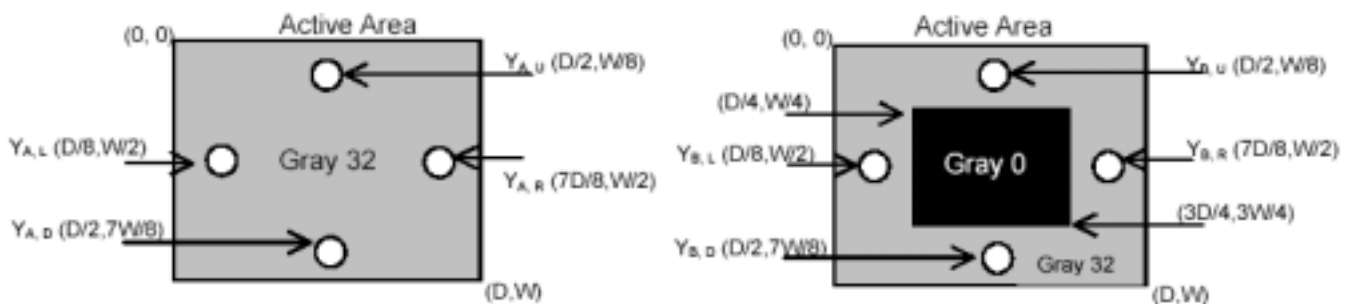 Active Area
(0, 0)
Y_A, U (D/2,W/8)
Y_A, L (D/8,W/2)
Gray 32
Y_A, R (7D/8,W/2)
Y_A, D (D/2,7W/8)
(D,W)
Active Area
(0, 0)
Y_B, U (D/2,W/8)
(D/4,W/4)
Y_B, L (D/8,W/2)
Gray 0
Y_B, R (7D/8,W/2)
(3D/4,3W/4)
Y_B, D (D/2,7W/8)
Gray 32
(D,W)